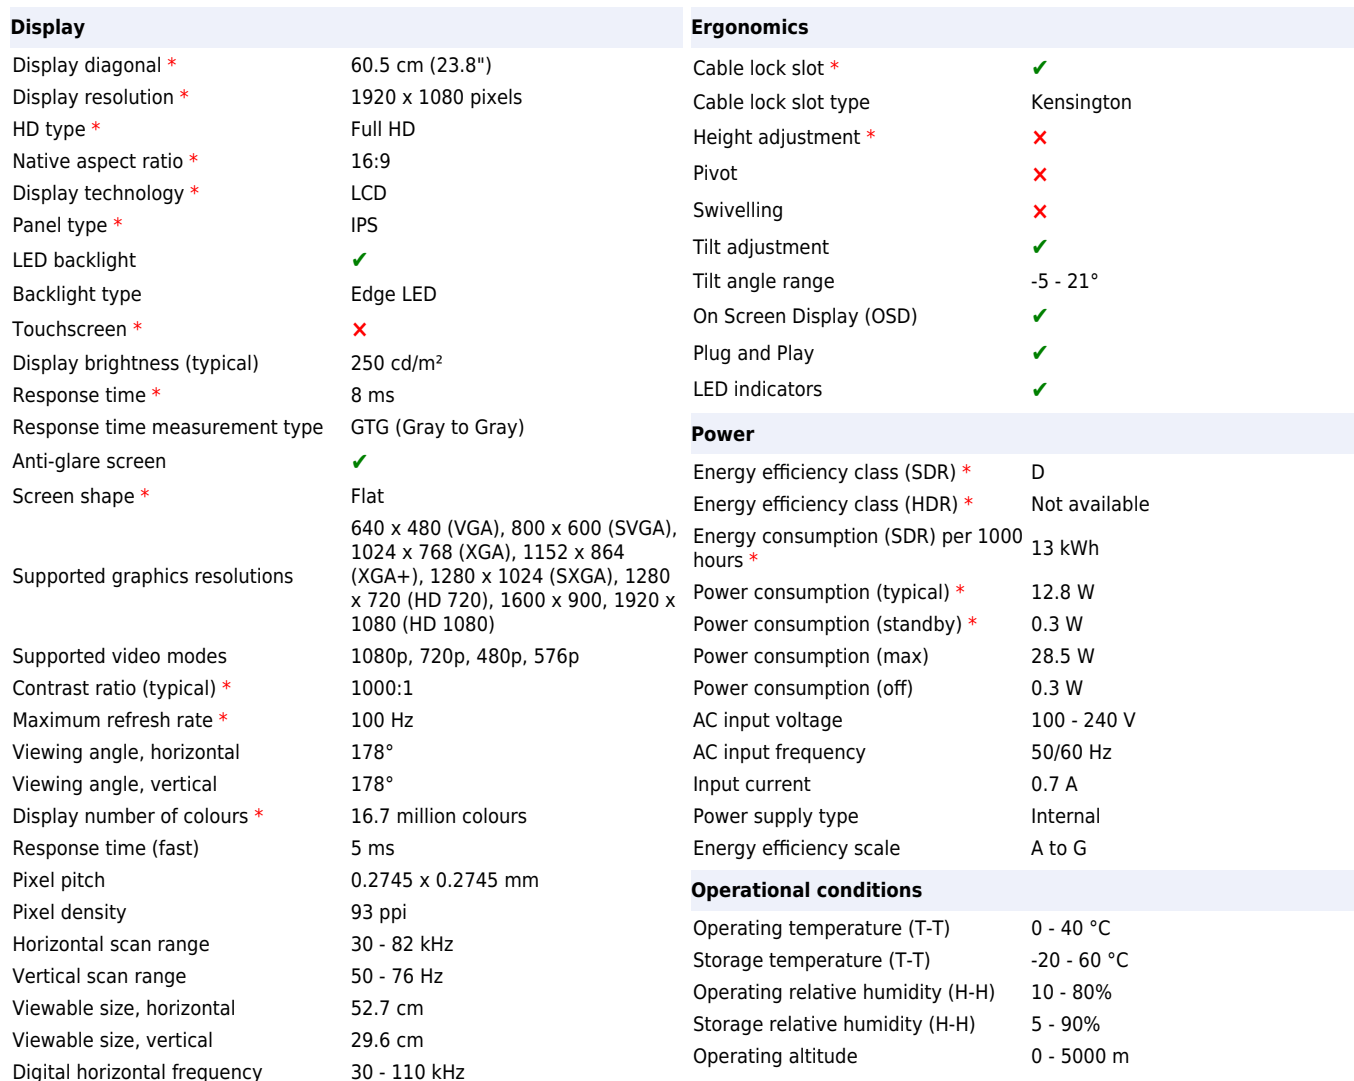 Display
Display diagonal * 60.5 cm (23.8")
Display resolution * 1920 x 1080 pixels
HD type * Full HD
Native aspect ratio * 16:9
Display technology * LCD
Panel type * IPS
LED backlight ✔
Backlight type Edge LED
Touchscreen * ✕
Display brightness (typical) 250 cd/m²
Response time * 8 ms
Response time measurement type GTG (Gray to Gray)
Anti-glare screen ✔
Screen shape * Flat
Supported graphics resolutions
640 x 480 (VGA), 800 x 600 (SVGA),
1024 x 768 (XGA), 1152 x 864
(XGA+), 1280 x 1024 (SXGA), 1280
x 720 (HD 720), 1600 x 900, 1920 x
1080 (HD 1080)
Supported video modes 1080p, 720p, 480p, 576p
Contrast ratio (typical) * 1000:1
Maximum refresh rate * 100 Hz
Viewing angle, horizontal 178°
Viewing angle, vertical 178°
Display number of colours * 16.7 million colours
Response time (fast) 5 ms
Pixel pitch 0.2745 x 0.2745 mm
Pixel density 93 ppi
Horizontal scan range 30 - 82 kHz
Vertical scan range 50 - 76 Hz
Viewable size, horizontal 52.7 cm
Viewable size, vertical 29.6 cm
Digital horizontal frequency 30 - 110 kHz
Ergonomics
Cable lock slot * ✔
Cable lock slot type Kensington
Height adjustment * ✕
Pivot ✕
Swivelling ✕
Tilt adjustment ✔
Tilt angle range -5 - 21°
On Screen Display (OSD) ✔
Plug and Play ✔
LED indicators ✔
Power
Energy efficiency class (SDR) * D
Energy efficiency class (HDR) * Not available
Energy consumption (SDR) per 1000
hours * 13 kWh
Power consumption (typical) * 12.8 W
Power consumption (standby) * 0.3 W
Power consumption (max) 28.5 W
Power consumption (off) 0.3 W
AC input voltage 100 - 240 V
AC input frequency 50/60 Hz
Input current 0.7 A
Power supply type Internal
Energy efficiency scale A to G
Operational conditions
Operating temperature (T-T) 0 - 40 °C
Storage temperature (T-T) -20 - 60 °C
Operating relative humidity (H-H) 10 - 80%
Storage relative humidity (H-H) 5 - 90%
Operating altitude 0 - 5000 m